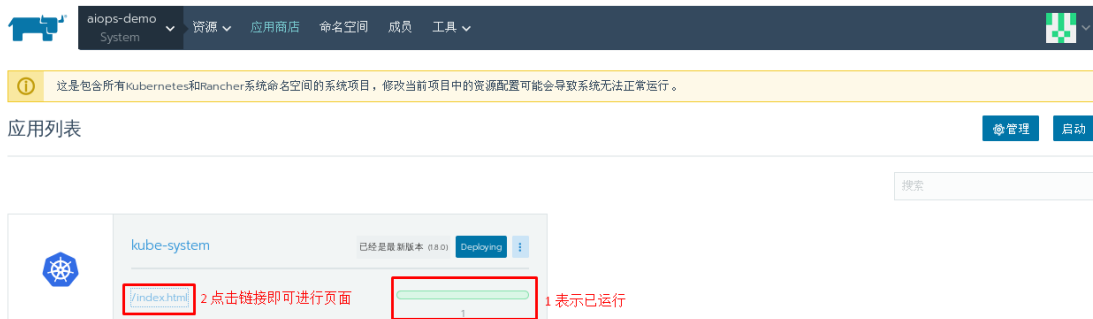 aiops-demo
System
资源 应用商店 命名空间 成员 工具
这是包含所有Kubernetes和Rancher系统命名空间的系统项目，修改当前项目中的资源配置可能会导致系统无法正常运行。
应用列表
管理 启动
搜索
kube-system 已经是最新版本 (1.8.0) Deploying
/index.html 2 点击链接即可进行页面 1 表示已运行
1